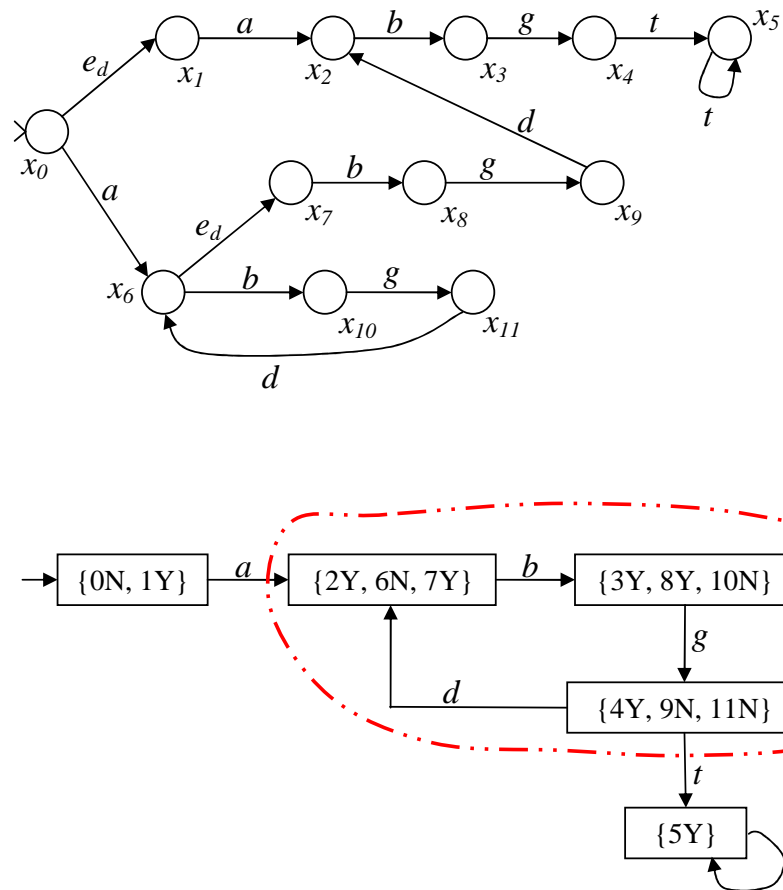 a b g t x5
ed x1 x2 x3 x4
t
x0
d
a
b g
ed x7 x8 x9
x6 b g
x10 x11
d
{0N, 1Y} a {2Y, 6N, 7Y} b {3Y, 8Y, 10N}
g
d {4Y, 9N, 11N}
t
{5Y}